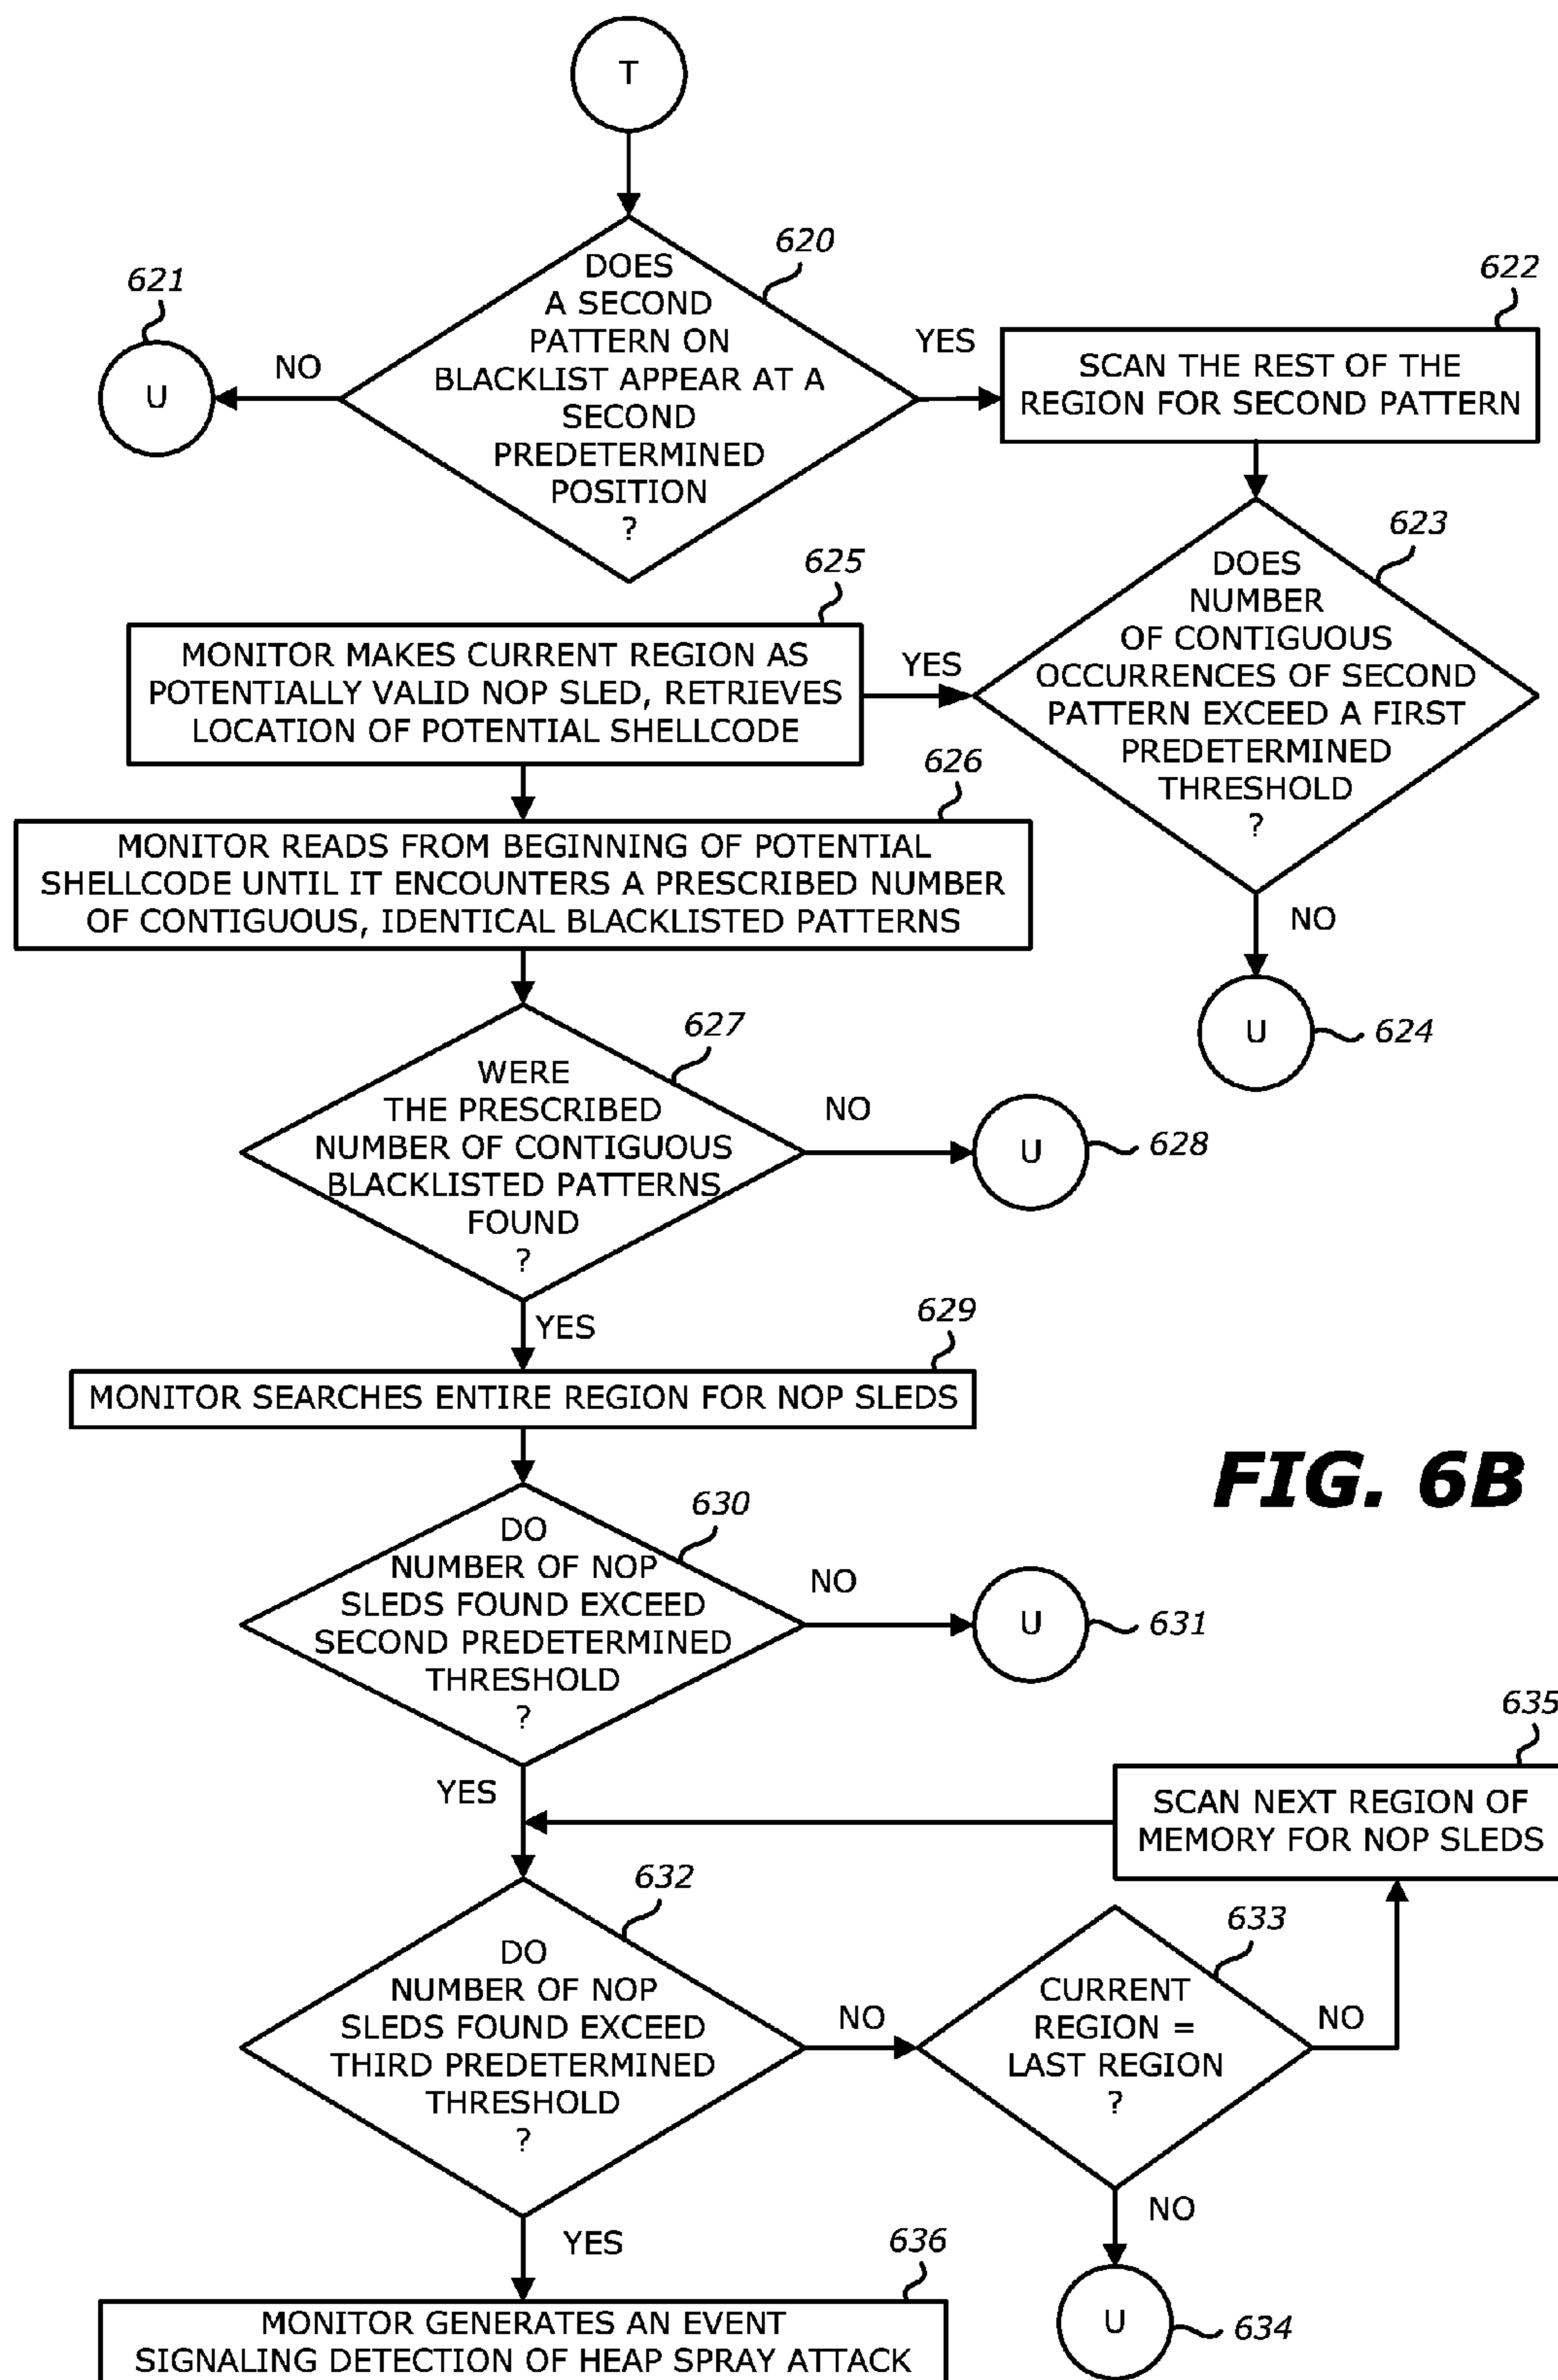 T
620
DOES
A SECOND
PATTERN ON
BLACKLIST APPEAR AT A
SECOND
PREDETERMINED
POSITION
?
621
U
NO
YES
622
SCAN THE REST OF THE
REGION FOR SECOND PATTERN
623
DOES
NUMBER
OF CONTIGUOUS
OCCURRENCES OF SECOND
PATTERN EXCEED A FIRST
PREDETERMINED
THRESHOLD
?
YES
NO
U
624
625
MONITOR MAKES CURRENT REGION AS
POTENTIALLY VALID NOP SLED, RETRIEVES
LOCATION OF POTENTIAL SHELLCODE
626
MONITOR READS FROM BEGINNING OF POTENTIAL
SHELLCODE UNTIL IT ENCOUNTERS A PRESCRIBED NUMBER
OF CONTIGUOUS, IDENTICAL BLACKLISTED PATTERNS
627
WERE
THE PRESCRIBED
NUMBER OF CONTIGUOUS
BLACKLISTED PATTERNS
FOUND
?
NO
U
628
YES
629
MONITOR SEARCHES ENTIRE REGION FOR NOP SLEDS
FIG. 6B
630
DO
NUMBER OF NOP
SLEDS FOUND EXCEED
SECOND PREDETERMINED
THRESHOLD
?
NO
U
631
YES
635
SCAN NEXT REGION OF
MEMORY FOR NOP SLEDS
632
DO
NUMBER OF NOP
SLEDS FOUND EXCEED
THIRD PREDETERMINED
THRESHOLD
?
NO
633
CURRENT
REGION =
LAST REGION
?
NO
NO
U
634
YES
636
MONITOR GENERATES AN EVENT
SIGNALING DETECTION OF HEAP SPRAY ATTACK